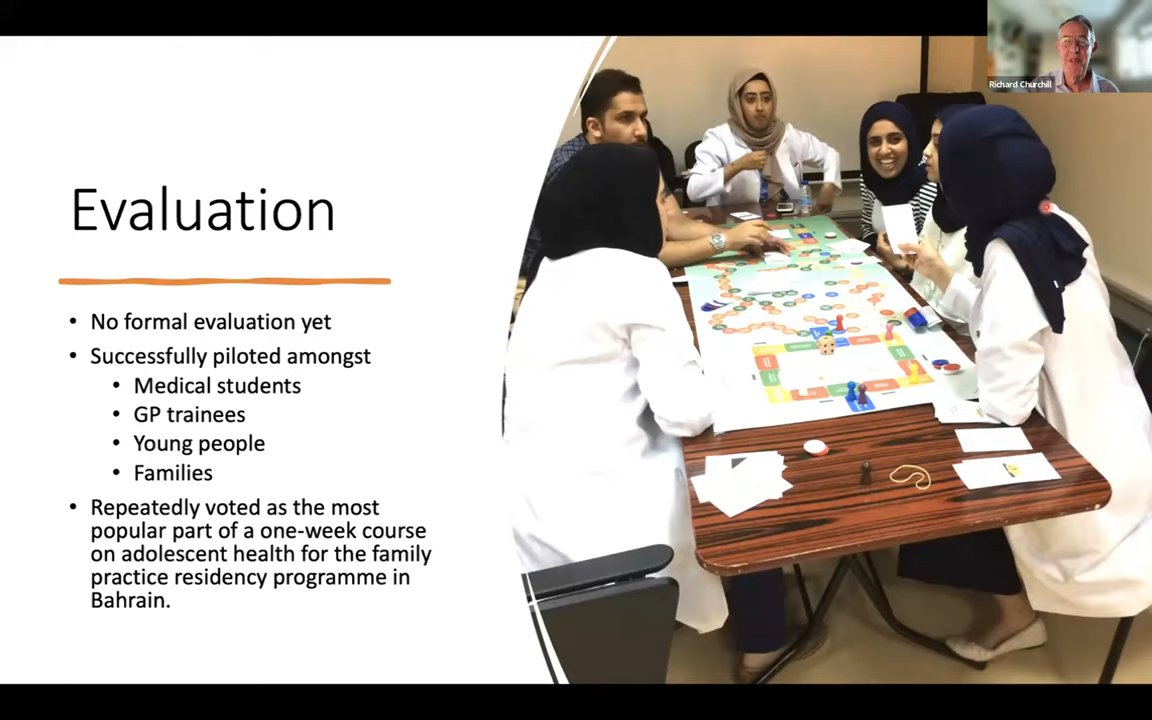 Richard Churchill
Evaluation
• No formal evaluation yet
• Successfully piloted amongst
• Medical students
• GP trainees
• Young people
• Families
• Repeatedly voted as the most
popular part of a one-week course
on adolescent health for the family
practice residency programme in
Bahrain.